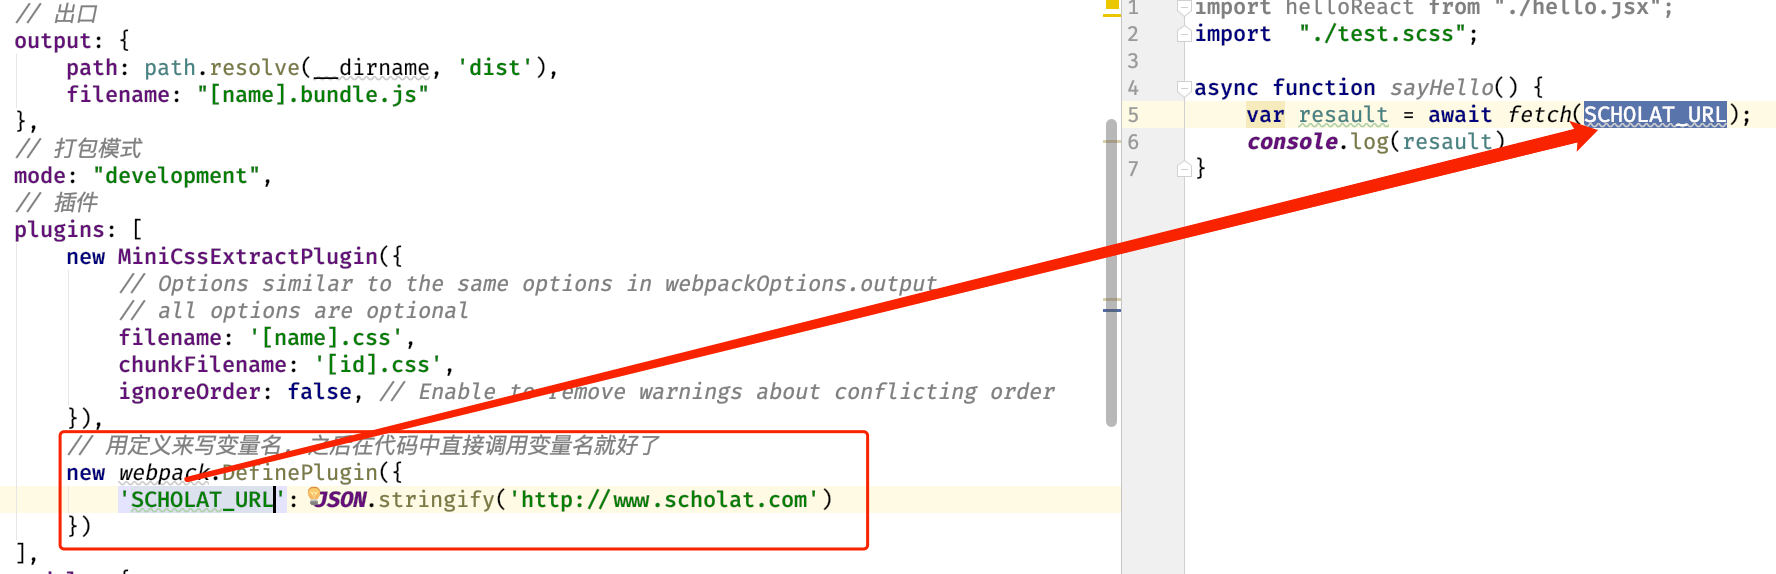 // 出口
output: {
path: path.resolve(__dirname, 'dist'),
filename: "[name].bundle.js"
},
// 打包模式
mode: "development",
// 插件
plugins: [
new MiniCssExtractPlugin({
// Options similar to the same options in webpackOptions.output
// all options are optional
filename: '[name].css',
chunkFilename: '[id].css',
ignoreOrder: false, // Enable to remove warnings about conflicting order
}),
// 用定义来写变量名，之后在代码中直接调用变量名就好了
new webpack.DefinePlugin({
'SCHOLAT_URL': JSON.stringify('http://www.scholat.com')
})
],
1 import helloReact from "./hello.jsx";
2 import "./test.scss";
3
4 async function sayHello() {
5 var resault = await fetch(SCHOLAT_URL);
6 console.log(resault)
7 }